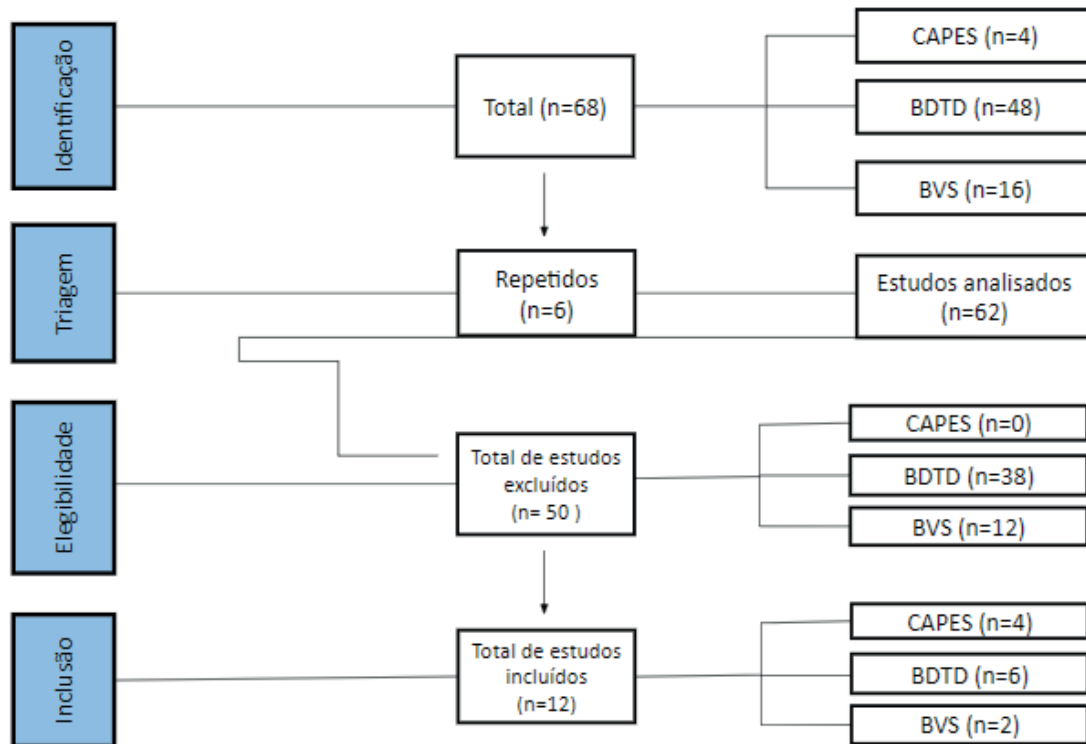 Identificação
Total (n=68)
CAPES (n=4)
BDTD (n=48)
BVS (n=16)
Triagem
Repetidos
(n=6)
Estudos analisados
(n=62)
Elegibilidade
Total de estudos
excluídos
(n= 50 )
CAPES (n=0)
BDTD (n=38)
BVS (n=12)
Inclusão
Total de estudos
incluídos
(n=12)
CAPES (n=4)
BDTD (n=6)
BVS (n=2)